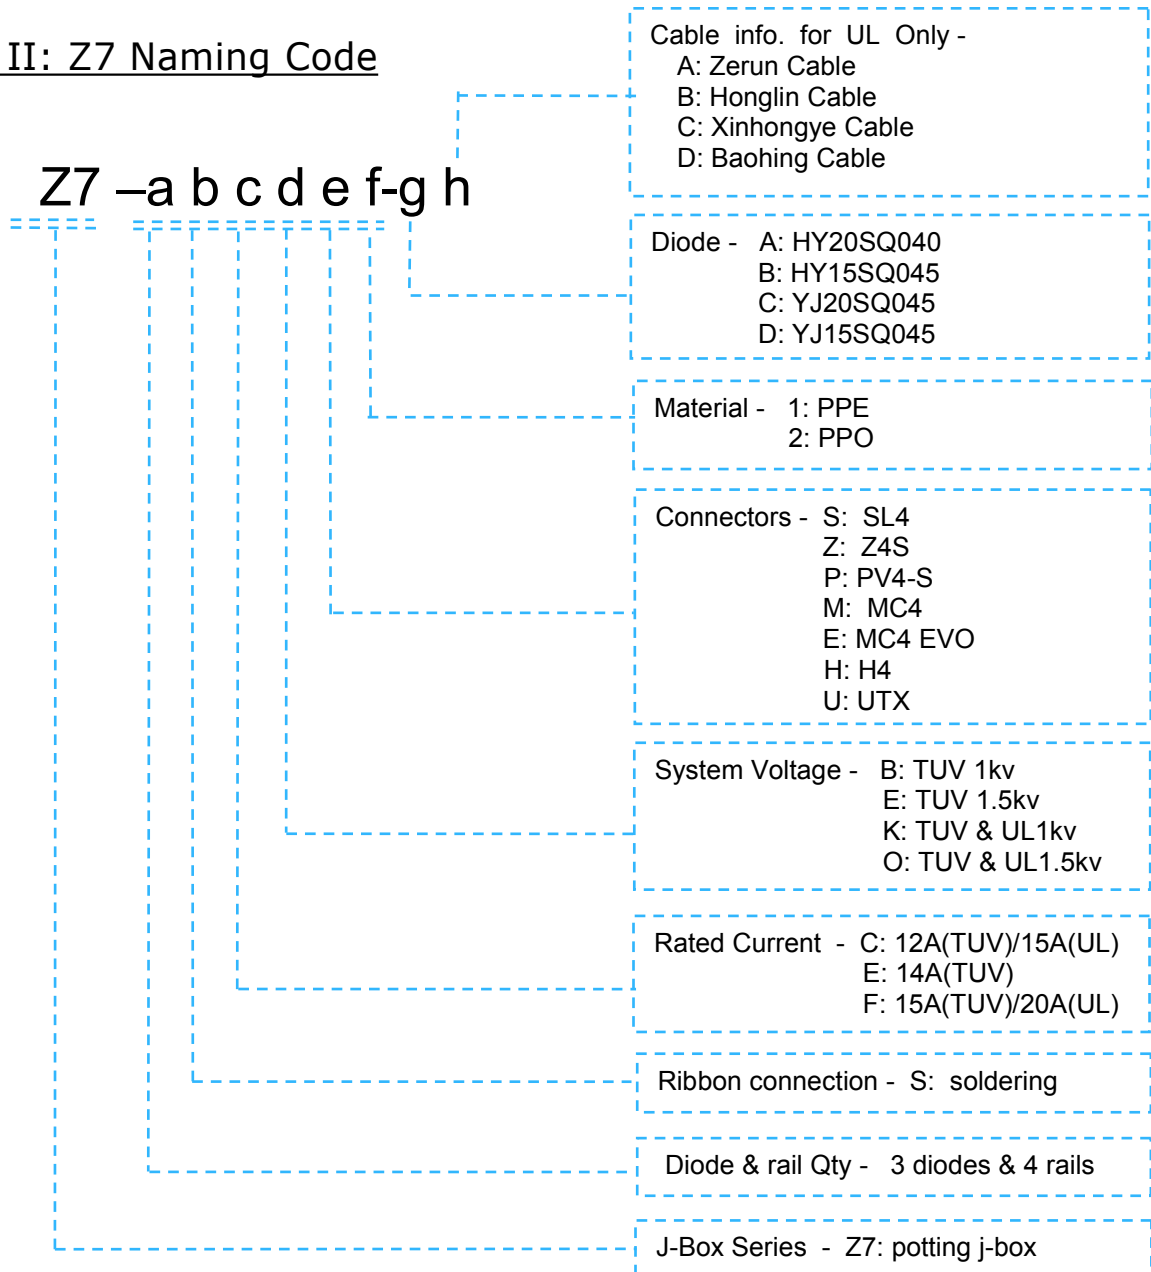 II: Z7 Naming Code
Z7 –a b c d e f-g h
Cable info. for UL Only -
A: Zerun Cable
B: Honglin Cable
C: Xinhongye Cable
D: Baohing Cable
Diode - A: HY20SQ040
B: HY15SQ045
C: YJ20SQ045
D: YJ15SQ045
Material - 1: PPE
2: PPO
Connectors - S: SL4
Z: Z4S
P: PV4-S
M: MC4
E: MC4 EVO
H: H4
U: UTX
System Voltage - B: TUV 1kv
E: TUV 1.5kv
K: TUV & UL1kv
O: TUV & UL1.5kv
Rated Current - C: 12A(TUV)/15A(UL)
E: 14A(TUV)
F: 15A(TUV)/20A(UL)
Ribbon connection - S: soldering
Diode & rail Qty - 3 diodes & 4 rails
J-Box Series - Z7: potting j-box